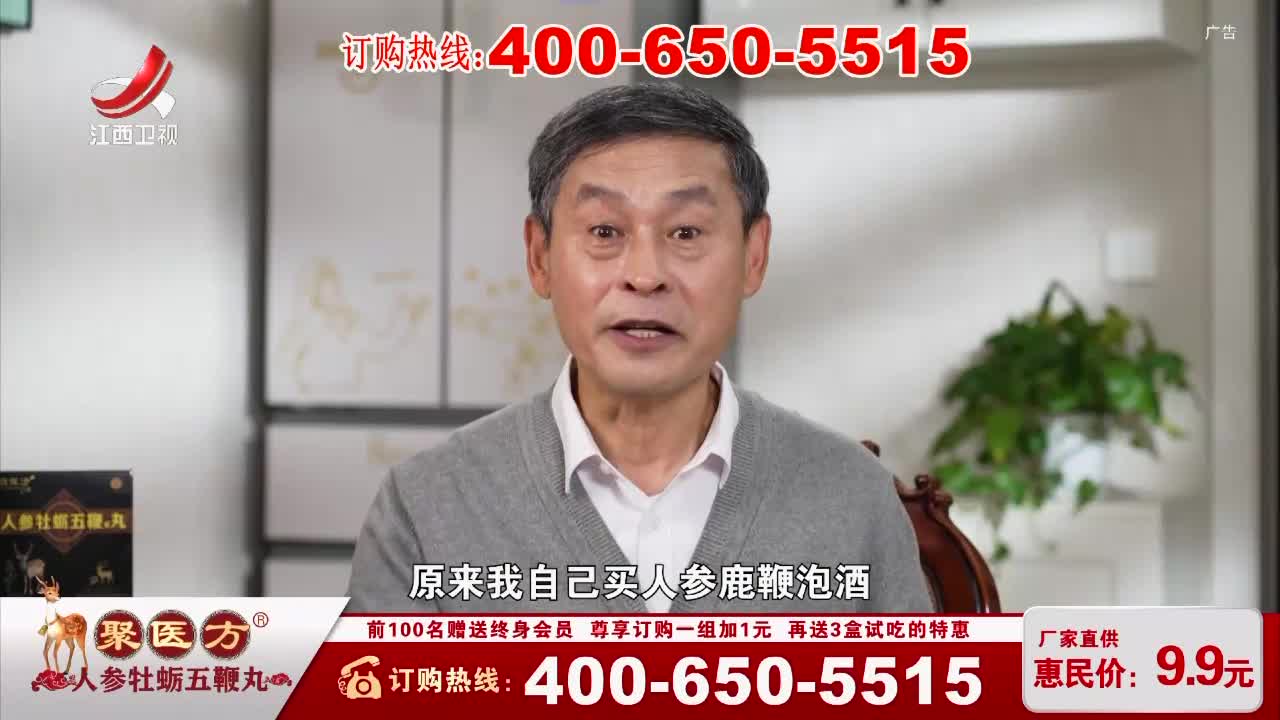 订购热线:400-650-5515
广告
江西卫视
人参牡蛎五鞭丸
原来我自己买人参鹿鞭泡酒
聚医方®
人参牡蛎五鞭丸
前100名赠送终身会员 尊享订购一组加1元 再送3盒试吃的特惠
订购热线:400-650-5515
厂家直供
惠民价:9.9元